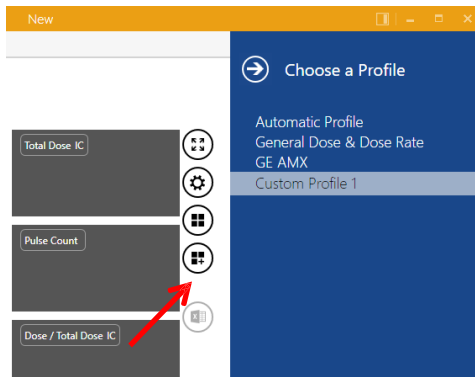 New
Choose a Profile
Automatic Profile
General Dose & Dose Rate
GE AMX
Custom Profile 1
Total Dose IC
Pulse Count
Dose / Total Dose IC